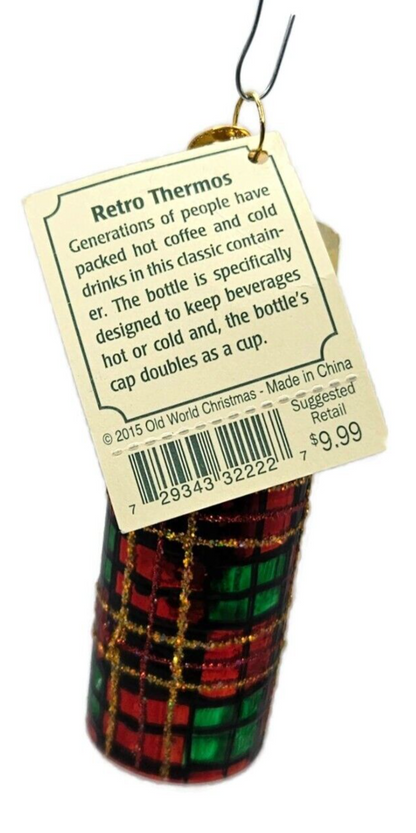 Retro Thermos
Generations of people have
packed hot coffee and cold
drinks in this classic contain-
er. The bottle is specifically
designed to keep beverages
hot or cold and, the bottle's
cap doubles as a cup.
© 2015 Old World Christmas - Made in China
Suggested
Retail
$9.99
7 29343 32222 7